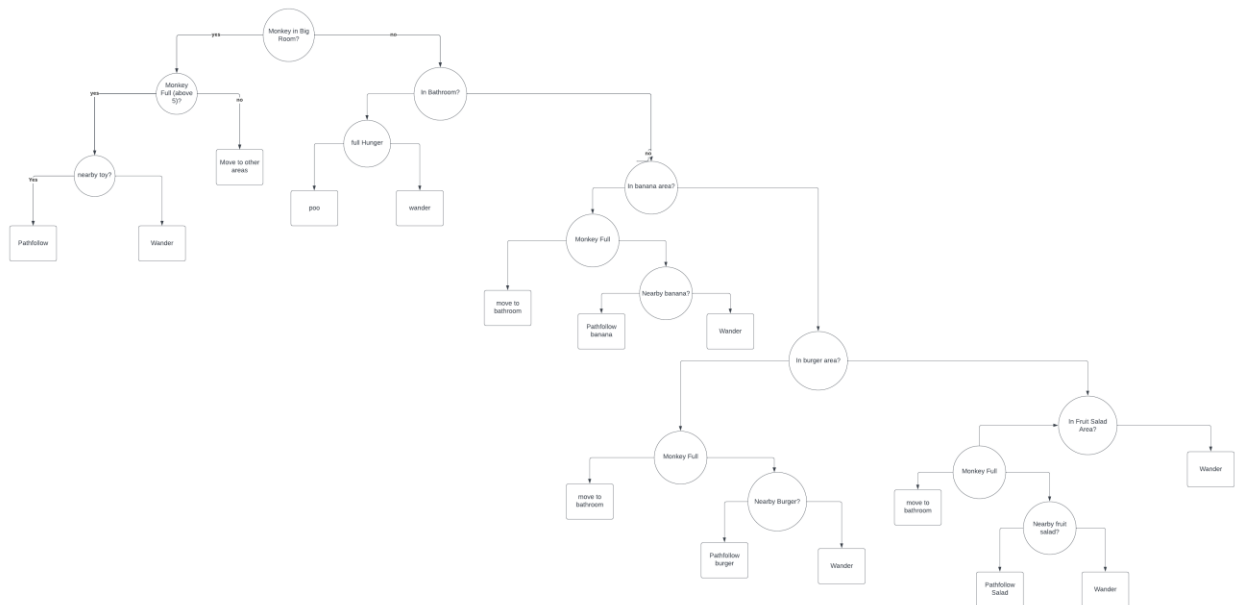 Monkey in Big
Room?
yes
no
Monkey
Full (above
5)?
yes
no
In Bathroom?
full Hunger
Move to other
areas
nearby toy?
Yes
no
In banana area?
poo
wander
Pathfollow
Wander
Monkey Full
Nearby banana?
move to
bathroom
Pathfollow
banana
Wander
In burger area?
In Fruit Salad
Area?
Monkey Full
Monkey Full
Wander
move to
bathroom
Nearby Burger?
move to
bathroom
Nearby fruit
salad?
Pathfollow
burger
Wander
Pathfollow
Salad
Wander